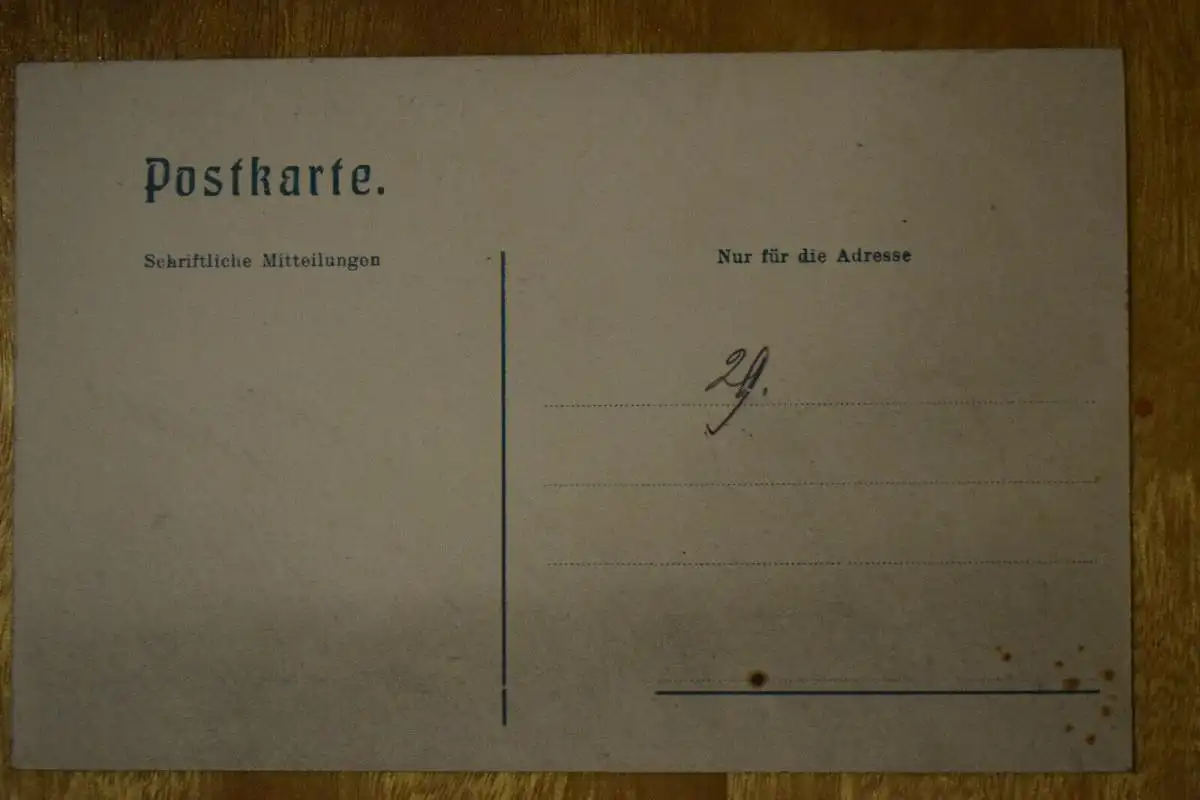 Postkarte.
Schriftliche Mitteilungen
Nur für die Adresse
29.